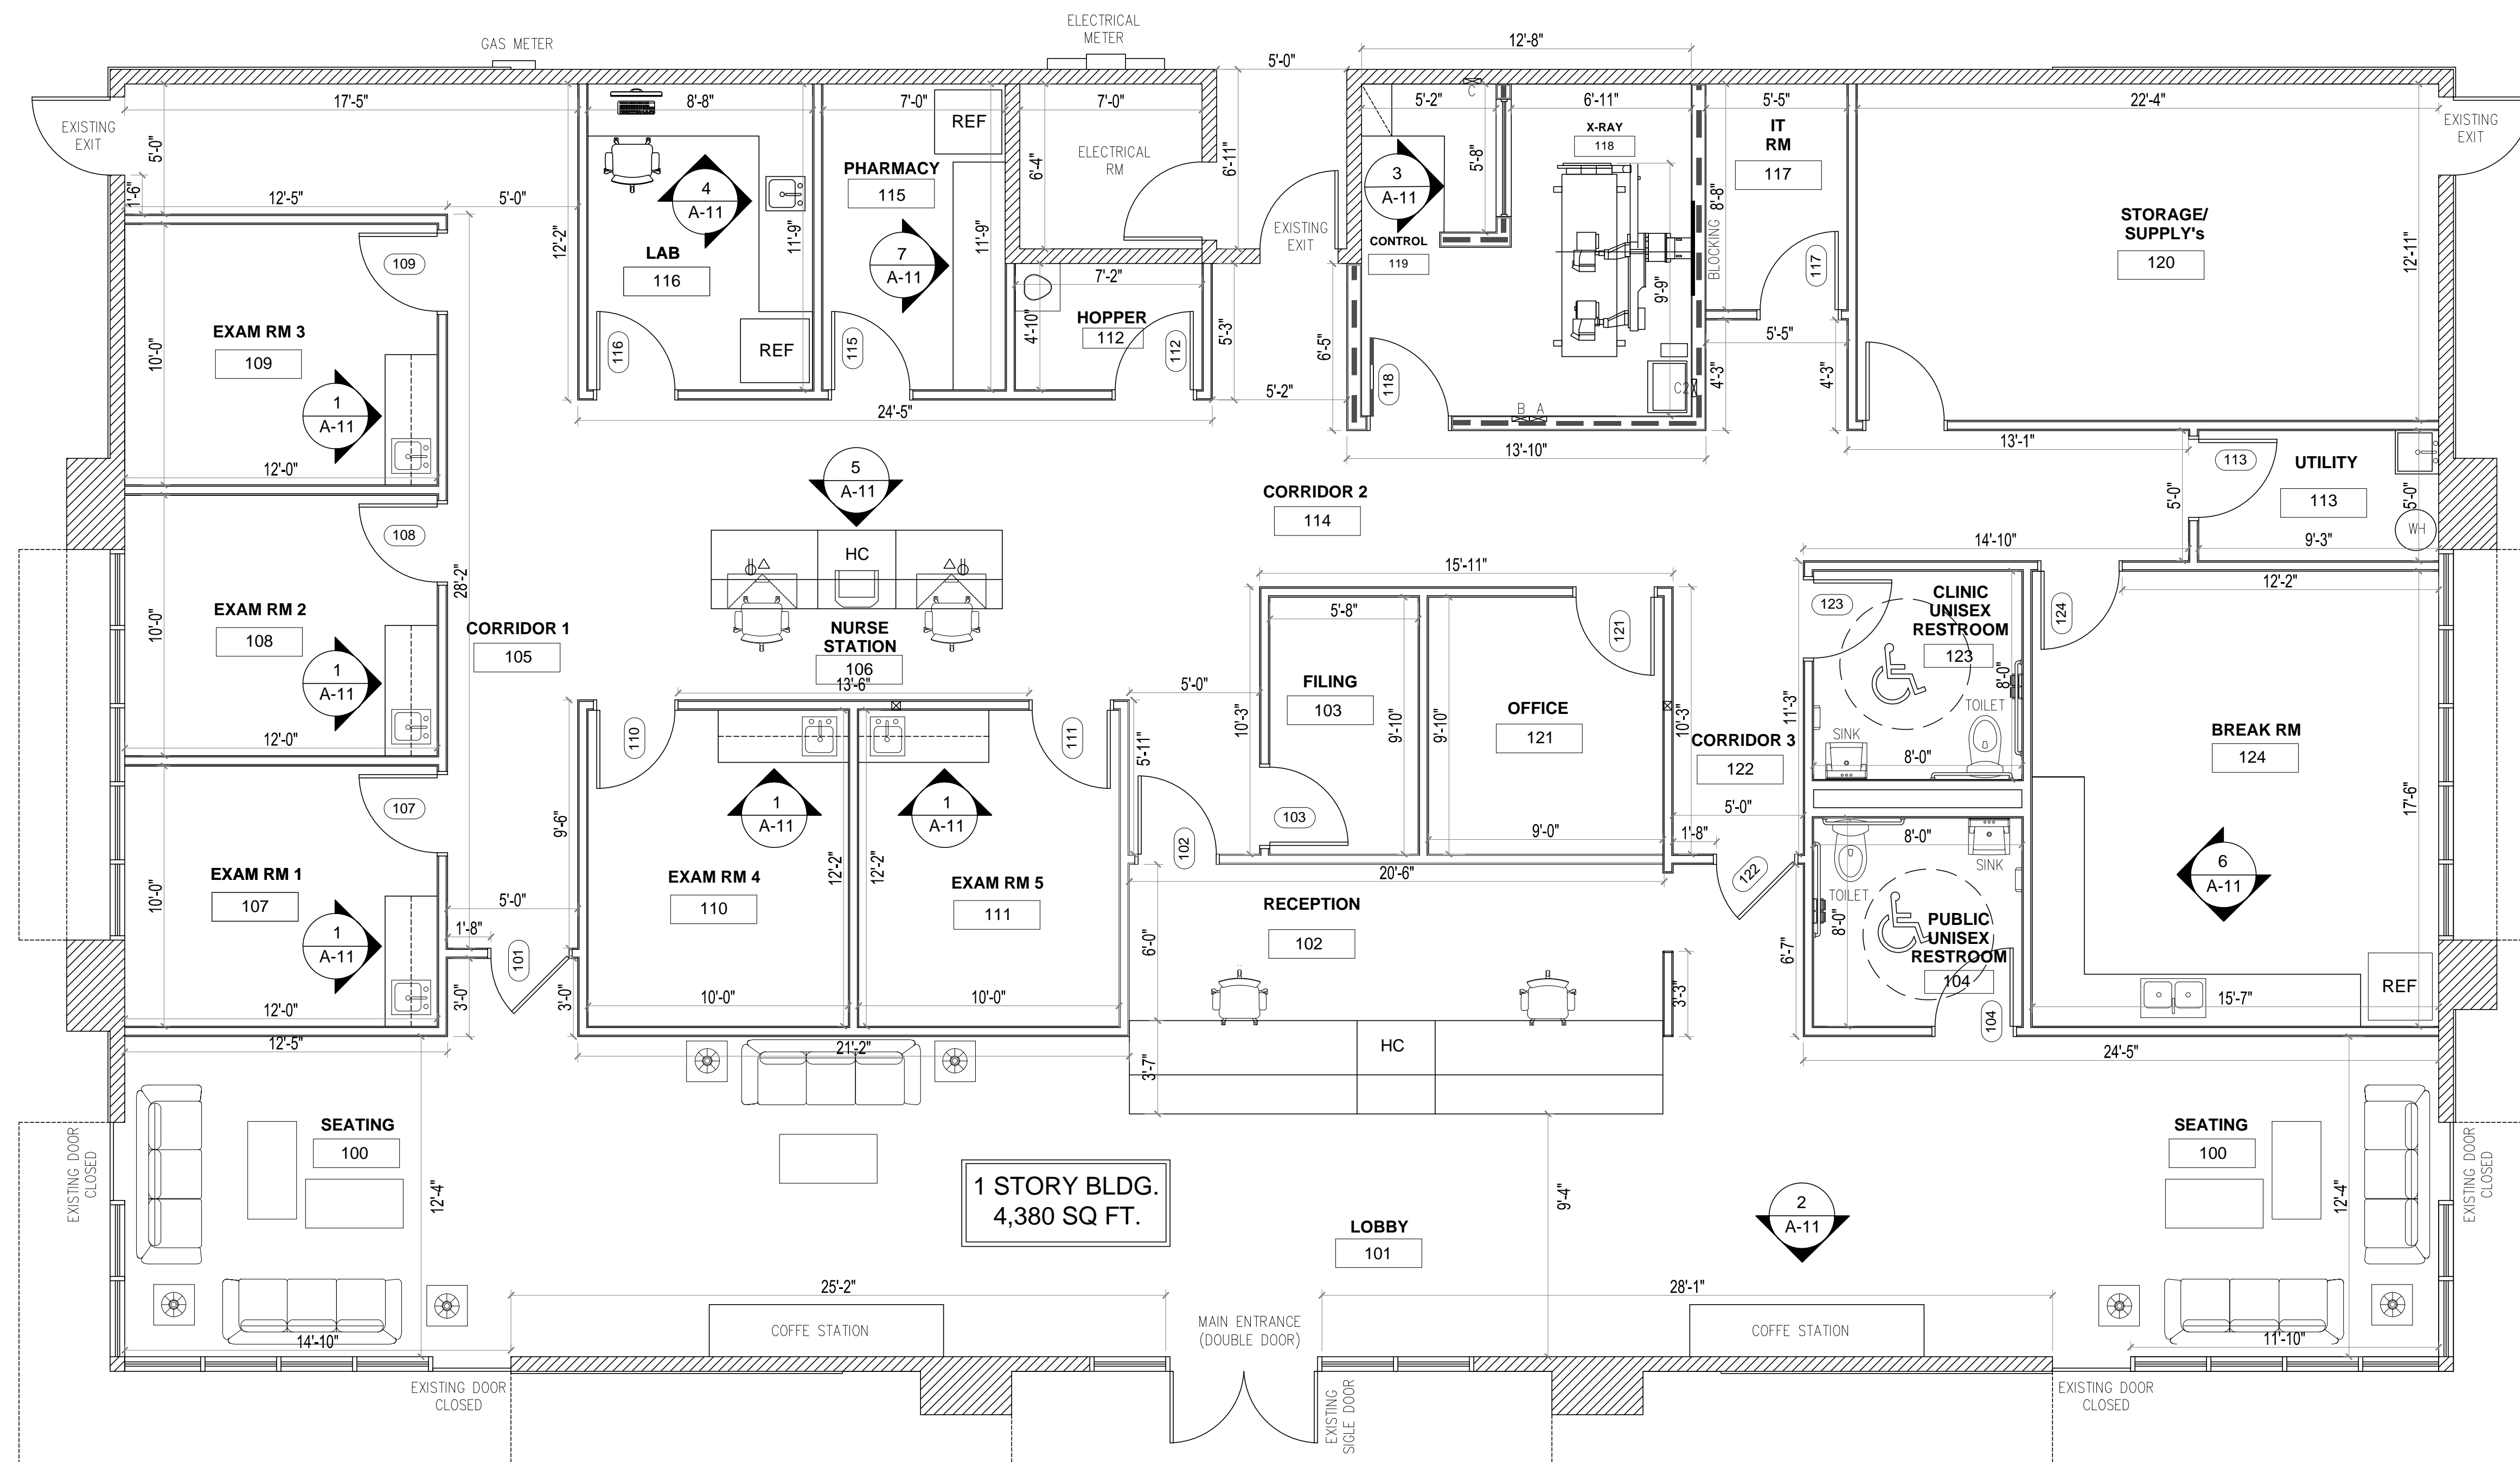 ELECTRICAL
METER
GAS METER
12'-8"
5'-0"
17'-5"
8'-8"
7'-0"
7'-0"
5'-2"
C
6'-11"
5'-5"
22'-4"
EXISTING
EXIT
5'-0"
1'-6"
12'-5"
5'-0"
12'-2"
4
A-11
11'-9"
LAB
116
REF
116
REF
PHARMACY
115
7
A-11
11'-9"
115
ELECTRICAL
RM
6'-4"
6'-11"
7'-2"
HOPPER
112
4'-10"
112
5'-3"
EXISTING
EXIT
5'-2"
24'-5"
3
A-11
CONTROL
119
5'-8"
X-RAY
118
9'-9"
6'-5"
118
B A
C2
13'-10"
BLOCKING
8'-8"
IT
RM
117
117
5'-5"
4'-3"
4'-3"
STORAGE/
SUPPLY's
120
12'-11"
EXISTING
EXIT
13'-1"
113
UTILITY
113
5'-0"
5'-0"
WH
9'-3"
14'-10"
12'-2"
109
EXAM RM 3
109
10'-0"
1
A-11
12'-0"
108
EXAM RM 2
108
10'-0"
1
A-11
12'-0"
107
EXAM RM 1
107
10'-0"
1
A-11
12'-0"
12'-5"
28'-2"
CORRIDOR 1
105
5'-0"
1'-8"
101
3'-0"
3'-0"
9'-6"
5
A-11
HC
NURSE
STATION
106
13'-6"
110
1
A-11
EXAM RM 4
110
12'-2"
10'-0"
111
1
A-11
EXAM RM 5
111
12'-2"
10'-0"
21'-2"
CORRIDOR 2
114
15'-11"
5'-0"
5'-11"
10'-3"
5'-8"
FILING
103
9'-10"
103
102
OFFICE
121
121
9'-10"
9'-0"
10'-3"
20'-6"
RECEPTION
102
6'-0"
HC
3'-7"
3'-3"
CORRIDOR 3
122
5'-0"
1'-8"
122
11'-3"
6'-7"
123
CLINIC
UNISEX
RESTROOM
123
8'-0"
TOILET
SINK
8'-0"
124
8'-0"
SINK
TOILET
8'-0"
PUBLIC
UNISEX
RESTROOM
104
104
BREAK RM
124
17'-6"
6
A-11
REF
15'-7"
24'-5"
SEATING
100
12'-4"
EXISTING DOOR
CLOSED
14'-10"
1 STORY BLDG.
4,380 SQ FT.
9'-4"
LOBBY
101
2
A-11
SEATING
100
12'-4"
EXISTING DOOR
CLOSED
25'-2"
28'-1"
COFFE STATION
MAIN ENTRANCE
(DOUBLE DOOR)
COFFE STATION
11'-10"
EXISTING DOOR
CLOSED
EXISTING
SIGLE DOOR
EXISTING DOOR
CLOSED